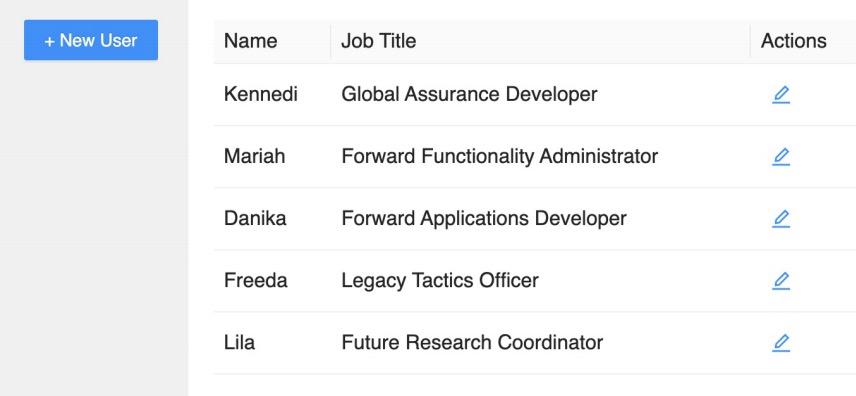 + New User
Name Job Title Actions
Kennedi Global Assurance Developer
Mariah Forward Functionality Administrator
Danika Forward Applications Developer
Freeda Legacy Tactics Officer
Lila Future Research Coordinator